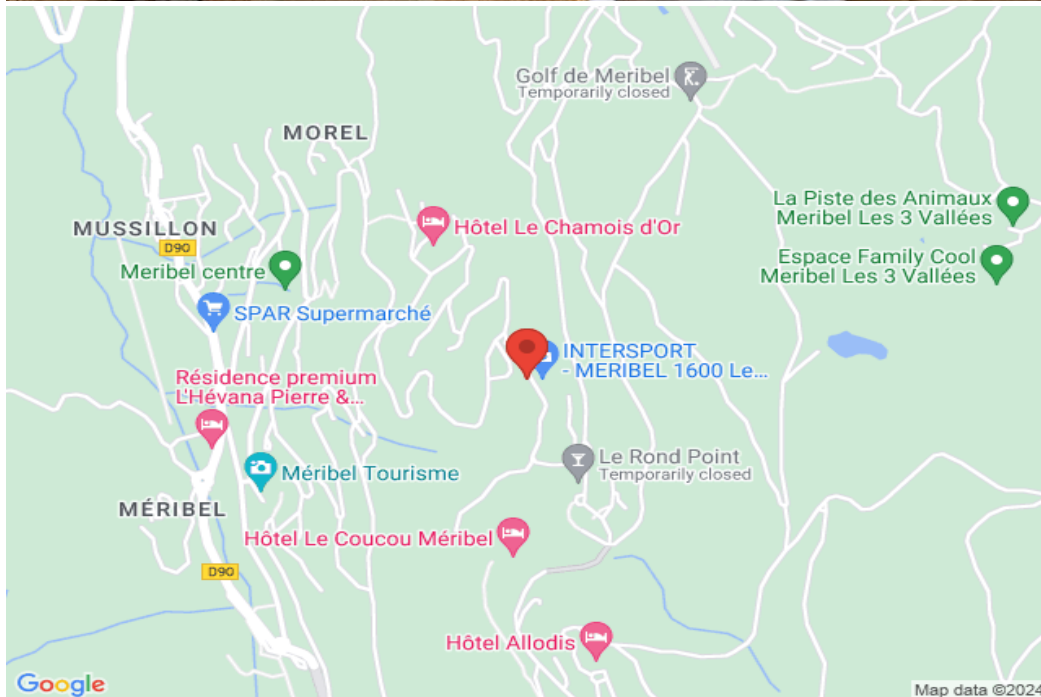 Golf de Meribel
Temporarily closed
MOREL
La Piste des Animaux
Meribel Les 3 Vallées
MUSSILLON
Hôtel Le Chamois d'Or
D90
Espace Family Cool
Meribel Les 3 Vallées
Meribel centre
SPAR Supermarché
INTERSPORT
- MERIBEL 1600 Le...
Résidence premium
L'Hévana Pierre &...
Le Rond Point
Temporarily closed
Méribel Tourisme
MÉRIBEL
Hôtel Le Coucou Méribel
D90
Hôtel Allodis
Google
Map data ©2024